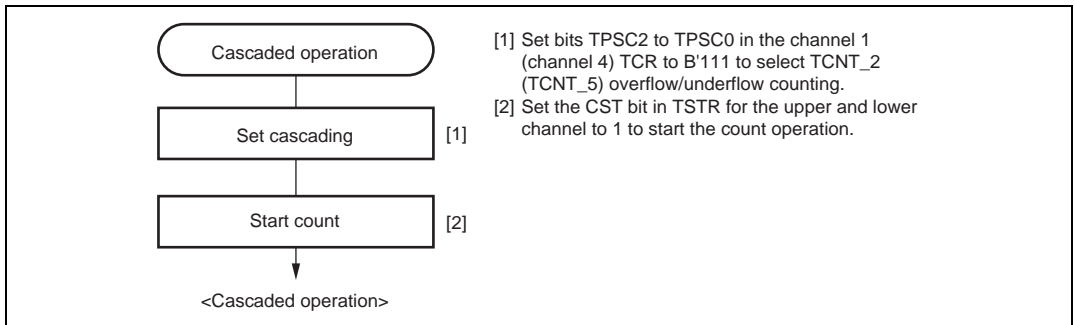 Cascaded operation
Set cascading
[1]
Start count
[2]
<Cascaded operation>
[1] Set bits TPSC2 to TPSC0 in the channel 1
(channel 4) TCR to B'111 to select TCNT_2
(TCNT_5) overflow/underflow counting.
[2] Set the CST bit in TSTR for the upper and lower
channel to 1 to start the count operation.